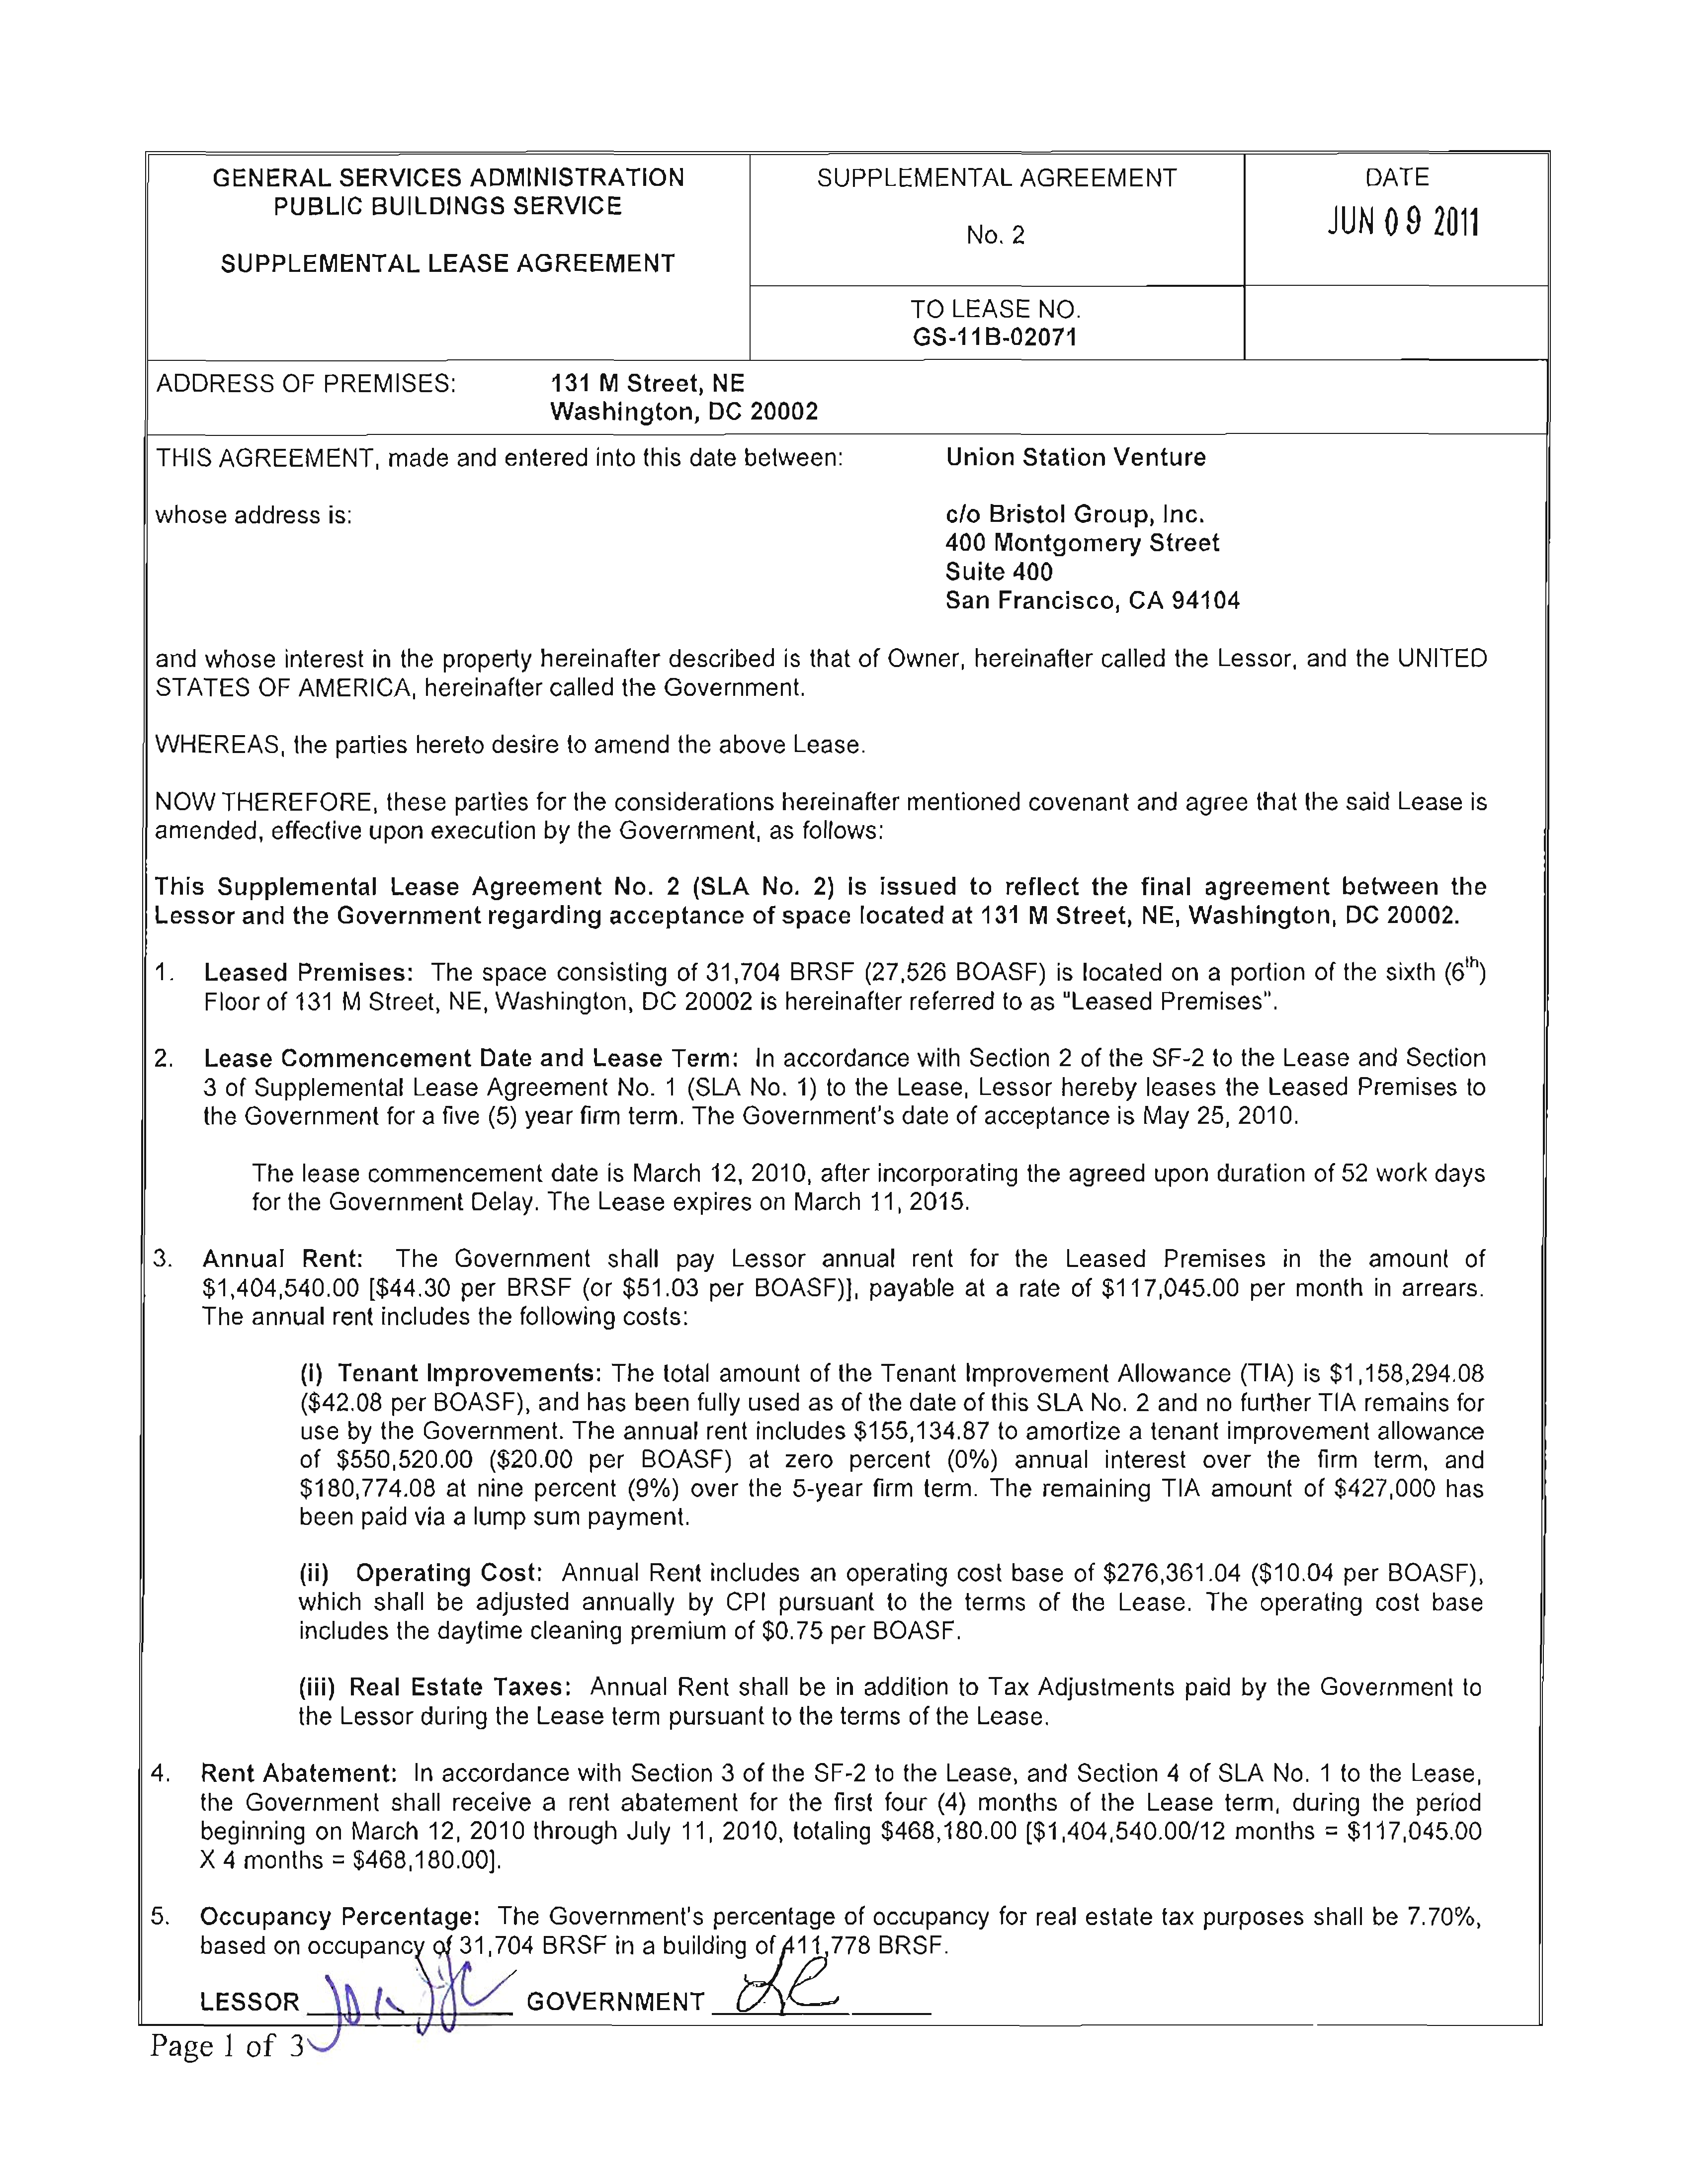 GENERAL SERVICES ADMINISTRATION
PUBLIC BUILDINGS SERVICE
SUPPLEMENTAL LEASE AGREEMENT
SUPPLEMENTAL AGREEMENT
No. 2
DATE
JUN 09 2011
TO LEASE NO.
GS-11B-02071
ADDRESS OF PREMISES: 131 M Street, NE
Washington, DC 20002
THIS AGREEMENT, made and entered into this date between: Union Station Venture
whose address is: c/o Bristol Group, Inc.
400 Montgomery Street
Suite 400
San Francisco, CA 94104
and whose interest in the property hereinafter described is that of Owner, hereinafter called the Lessor, and the UNITED
STATES OF AMERICA, hereinafter called the Government.
WHEREAS, the parties hereto desire to amend the above Lease.
NOW THEREFORE, these parties for the considerations hereinafter mentioned covenant and agree that the said Lease is
amended, effective upon execution by the Government, as follows:
This Supplemental Lease Agreement No. 2 (SLA No. 2) is issued to reflect the final agreement between the
Lessor and the Government regarding acceptance of space located at 131 M Street, NE, Washington, DC 20002.
1. Leased Premises: The space consisting of 31,704 BRSF (27,526 BOASF) is located on a portion of the sixth (6th)
Floor of 131 M Street, NE, Washington, DC 20002 is hereinafter referred to as "Leased Premises".
2. Lease Commencement Date and Lease Term: In accordance with Section 2 of the SF-2 to the Lease and Section
3 of Supplemental Lease Agreement No. 1 (SLA No. 1) to the Lease, Lessor hereby leases the Leased Premises to
the Government for a five (5) year firm term. The Government's date of acceptance is May 25, 2010.
The lease commencement date is March 12, 2010, after incorporating the agreed upon duration of 52 work days
for the Government Delay. The Lease expires on March 11, 2015.
3. Annual Rent: The Government shall pay Lessor annual rent for the Leased Premises in the amount of
$1,404,540.00 [$44.30 per BRSF (or $51.03 per BOASF)], payable at a rate of $117,045.00 per month in arrears.
The annual rent includes the following costs:
(i) Tenant Improvements: The total amount of the Tenant Improvement Allowance (TIA) is $1,158,294.08
($42.08 per BOASF), and has been fully used as of the date of this SLA No. 2 and no further TIA remains for
use by the Government. The annual rent includes $155,134.87 to amortize a tenant improvement allowance
of $550,520.00 ($20.00 per BOASF) at zero percent (0%) annual interest over the firm term, and
$180,774.08 at nine percent (9%) over the 5-year firm term. The remaining TIA amount of $427,000 has
been paid via a lump sum payment.
(ii) Operating Cost: Annual Rent includes an operating cost base of $276,361.04 ($10.04 per BOASF),
which shall be adjusted annually by CPI pursuant to the terms of the Lease. The operating cost base
includes the daytime cleaning premium of $0.75 per BOASF.
(iii) Real Estate Taxes: Annual Rent shall be in addition to Tax Adjustments paid by the Government to
the Lessor during the Lease term pursuant to the terms of the Lease.
4. Rent Abatement: In accordance with Section 3 of the SF-2 to the Lease, and Section 4 of SLA No. 1 to the Lease,
the Government shall receive a rent abatement for the first four (4) months of the Lease term, during the period
beginning on March 12, 2010 through July 11, 2010, totaling $468,180.00 [$1,404,540.00/12 months = $117,045.00
X 4 months = $468,180.00].
5. Occupancy Percentage: The Government's percentage of occupancy for real estate tax purposes shall be 7.70%,
based on occupancy of 31,704 BRSF in a building of 411,778 BRSF.
LESSOR GOVERNMENT
Page 1 of 3